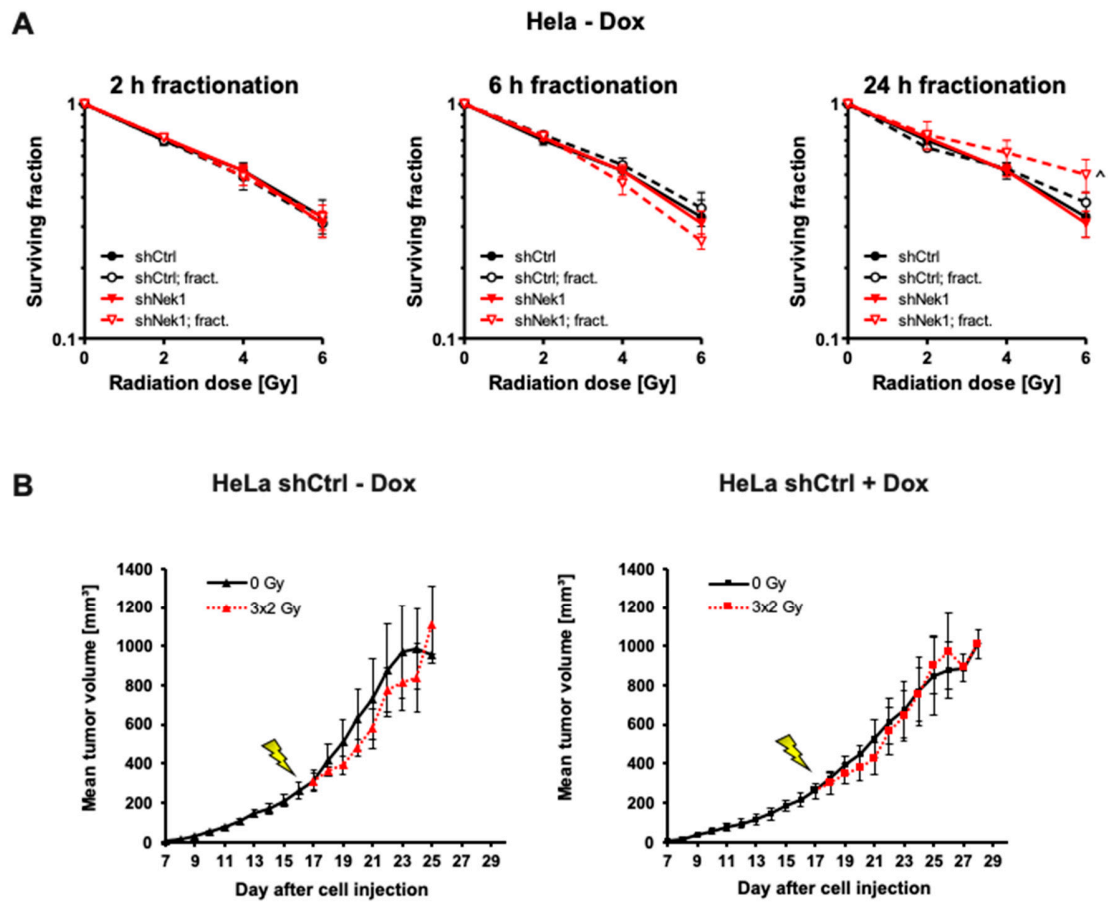 A
Hela - Dox
2 h fractionation
6 h fractionation
24 h fractionation
1
Surviving fraction
shCtrl
shCtrl; fract.
shNek1
shNek1; fract.
0.1
0 2 4 6
Radiation dose [Gy]
1
Surviving fraction
shCtrl
shCtrl; fract.
shNek1
shNek1; fract.
0.1
0 2 4 6
Radiation dose [Gy]
1
Surviving fraction
^
shCtrl
shCtrl; fract.
shNek1
shNek1; fract.
0.1
0 2 4 6
Radiation dose [Gy]
B
HeLa shCtrl - Dox
HeLa shCtrl + Dox
Mean tumor volume [mm³]
1400
1200
1000
800
600
400
200
0
0 Gy
3x2 Gy
7 9 11 13 15 17 19 21 23 25 27 29
Day after cell injection
Mean tumor volume [mm³]
1400
1200
1000
800
600
400
200
0
0 Gy
3x2 Gy
7 9 11 13 15 17 19 21 23 25 27 29
Day after cell injection